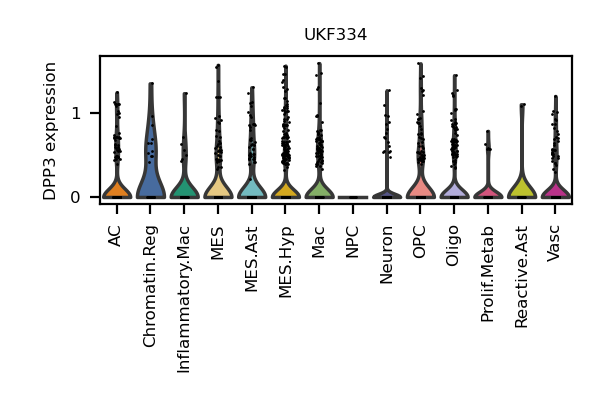 UKF334
DPP3 expression
1
0
AC
Chromatin.Reg
Inflammatory.Mac
MES
MES.Ast
MES.Hyp
Mac
NPC
Neuron
OPC
Oligo
Prolif.Metab
Reactive.Ast
Vasc